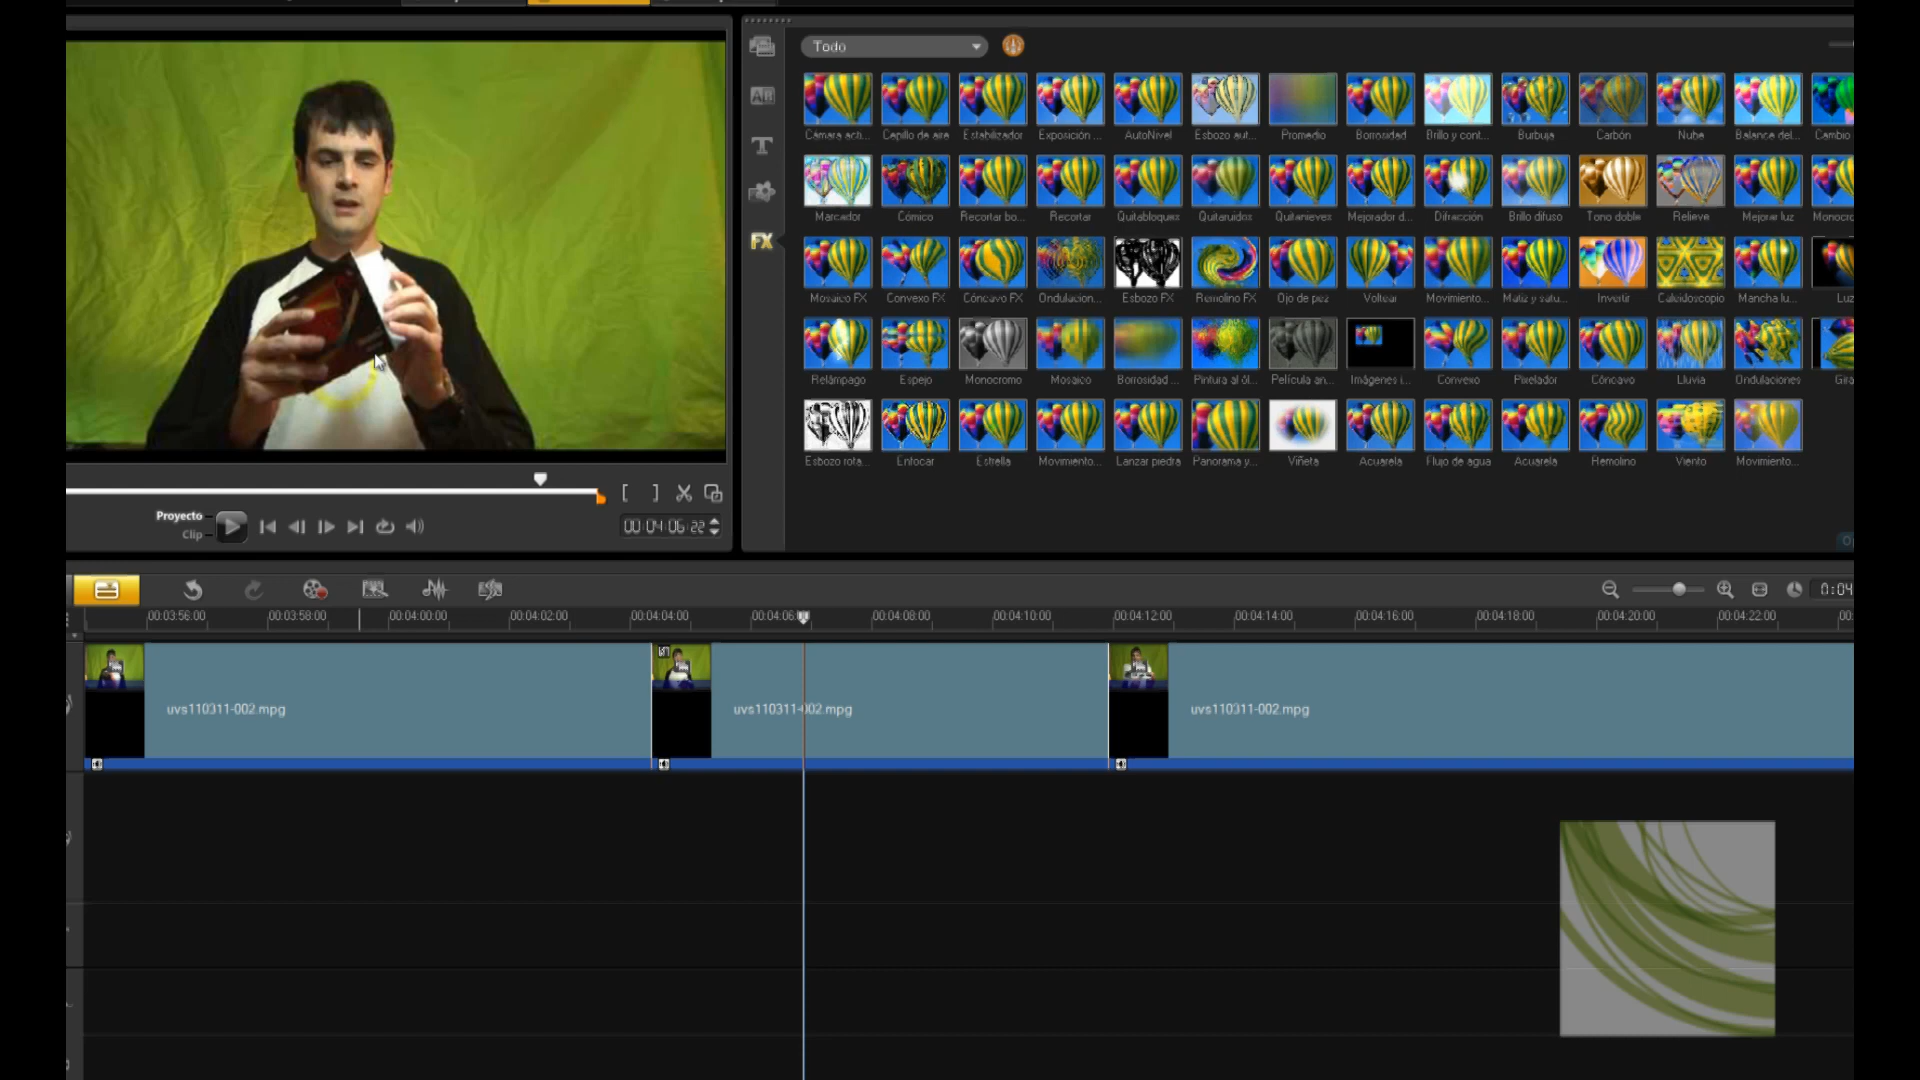 Todo
AB
T
FX
Cámara acti... Cepillo de aire Estabilizador Exposición ... AutoNivel Esbozo aut... Promedio Borrosidad Brillo y cont... Burbuja Carbón Nube Balance del... Cambio
Marcador Cómico Recortar bo... Recortar Quitabloques Quitaruidos Quitanieves Mejorador d... Difracción Brillo difuso Tono doble Relieve Mejorar luz Monocro
Mosaico FX Convexo FX Cóncavo FX Ondulacion... Esbozo FX Remolino FX Ojo de pez Voltear Movimiento... Matiz y satu... Invertir Caleidoscopio Mancha lu... Luz
Relámpago Espejo Monocromo Mosaico Borrosidad ... Pintura al ól... Película an... Imágenes i... Convexo Pixelador Cóncavo Lluvia Ondulaciones Gira
Esbozo rota... Enfocar Estrella Movimiento... Lanzar piedra Panorama y... Viñeta Acuarela Flujo de agua Acuarela Remolino Viento Movimiento...
Proyecto
Clip
00:04:06:22
0:04
00:03:56:00 00:03:58:00 00:04:00:00 00:04:02:00 00:04:04:00 00:04:06:00 00:04:08:00 00:04:10:00 00:04:12:00 00:04:14:00 00:04:16:00 00:04:18:00 00:04:20:00 00:04:22:00 00:
uvs110311-002.mpg uvs110311-002.mpg uvs110311-002.mpg